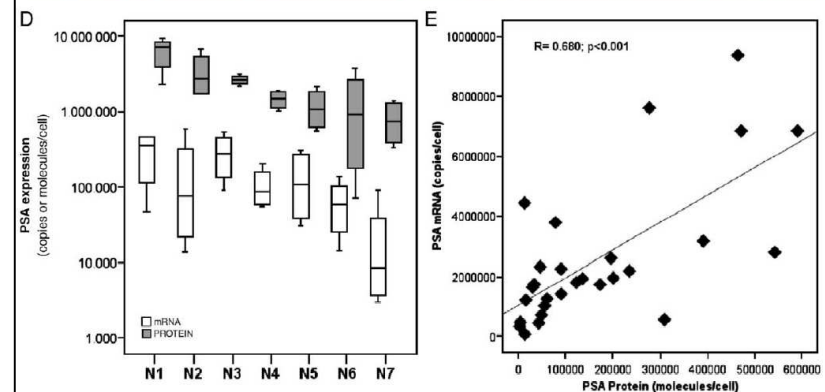 D
10 000 000
1 000 000
100 000
10 000
1 000
PSA expression
(copies or molecules/cell)
mRNA
PROTEIN
N1 N2 N3 N4 N5 N6 N7
E
R= 0.680; p<0.001
10000000
8000000
6000000
4000000
2000000
0
PSA mRNA (copies/cell)
0 100000 200000 300000 400000 500000 600000
PSA Protein (molecules/cell)